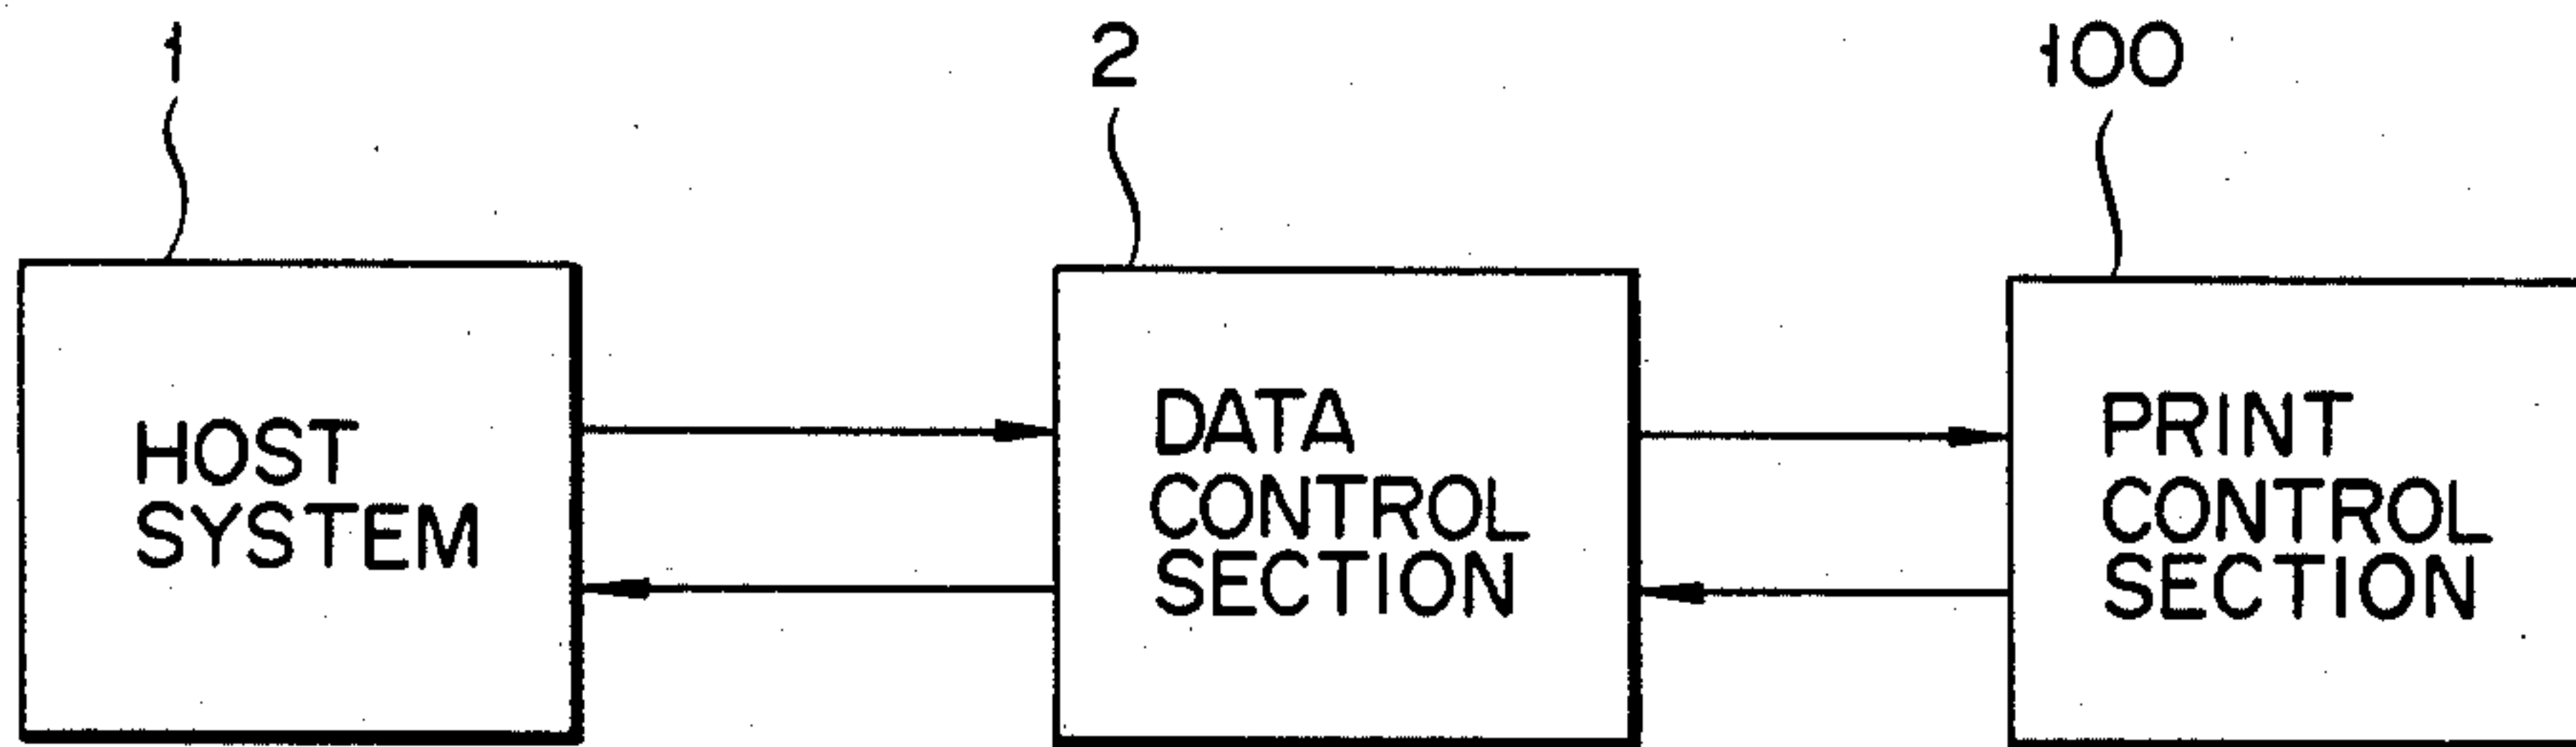 1
2
100
HOST
SYSTEM
DATA
CONTROL
SECTION
PRINT
CONTROL
SECTION